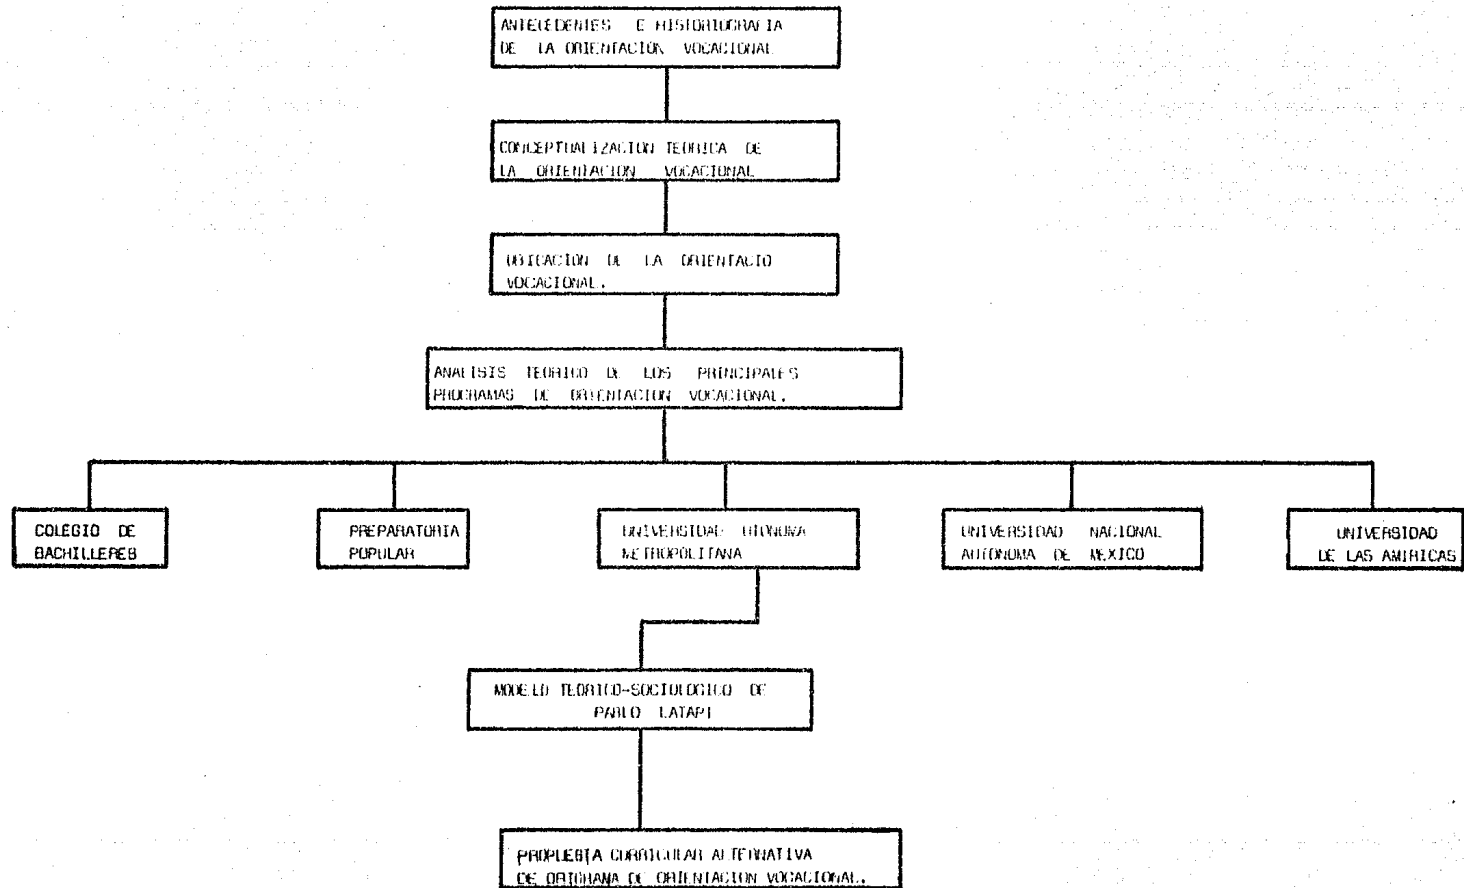 ANTECEDENTES E HISTORIOGRAFIA
DE LA ORIENTACION VOCACIONAL
CONCEPTUALIZACION TEORICA DE
LA ORIENTACION VOCACIONAL
UBICACION DE LA ORIENTACIO
VOCACIONAL.
ANALISIS TEORICO DE LOS PRINCIPALES
PROGRAMAS DE ORIENTACION VOCACIONAL.
COLEGIO DE
BACHILLERES
PREPARATORIA
POPULAR
UNIVERSIDAD
METROPOLITANA
UNIVERSIDAD NACIONAL
AUTONOMA DE MEXICO
UNIVERSIDAD
DE LAS AMERICAS
MODELO TEORICO-SOCIOLOGICO DE
PABLO LATAPI
PROPUESTA CURRICULAR ALTERNATIVA
DE DE ORIENTACION VOCACIONAL.